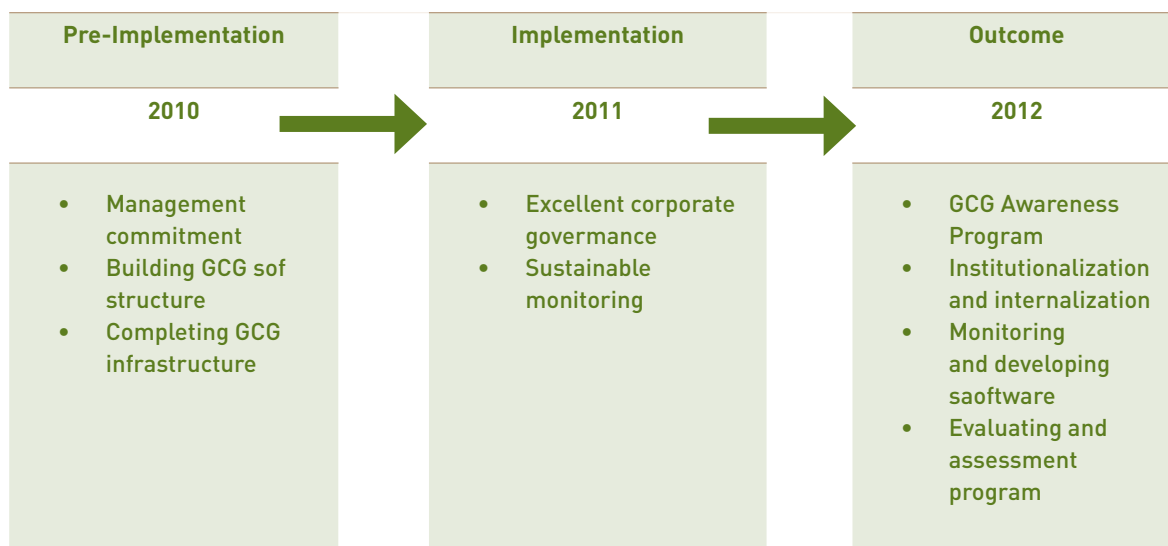 Pre-Implementation
2010
• Management
commitment
• Building GCG sof
structure
• Completing GCG
infrastructure
Implementation
2011
• Excellent corporate
govermance
• Sustainable
monitoring
Outcome
2012
• GCG Awareness
Program
• Institutionalization
and internalization
• Monitoring
and developing
saoftware
• Evaluating and
assessment
program